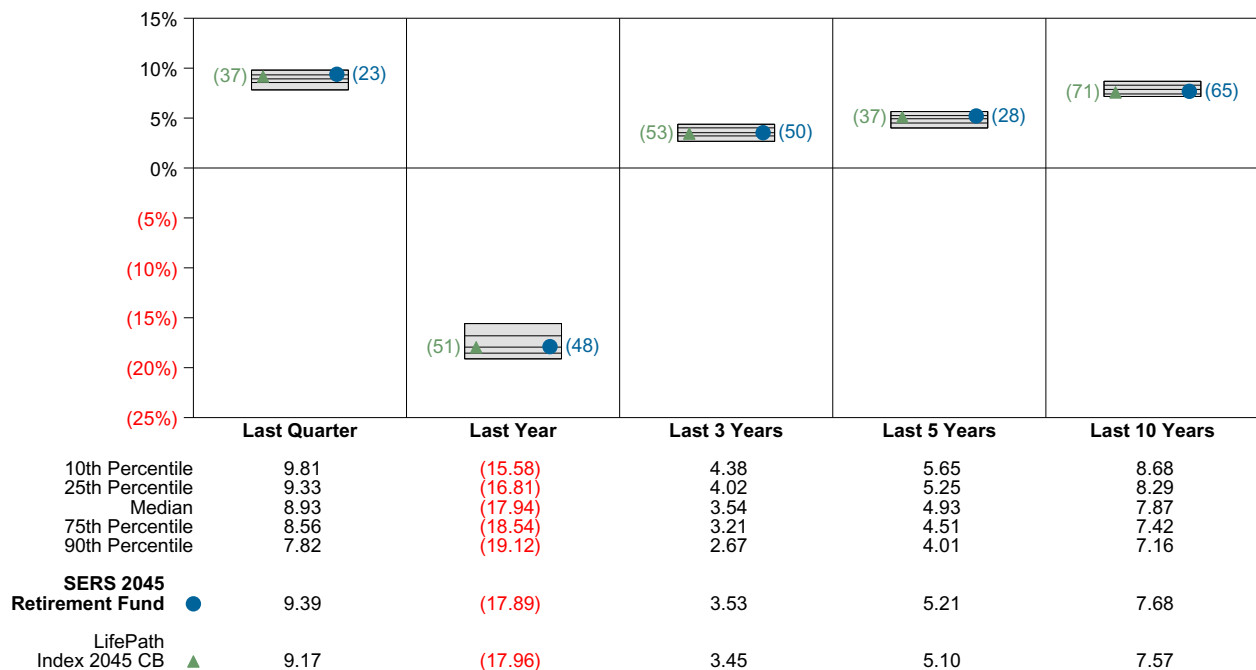 15%
10%
5%
0%
(5%)
(10%)
(15%)
(20%)
(25%)
(37) (23)
(51) (48)
(53) (50)
(37) (28)
(71) (65)
Last Quarter Last Year Last 3 Years Last 5 Years Last 10 Years
10th Percentile 9.81 (15.58) 4.38 5.65 8.68
25th Percentile 9.33 (16.81) 4.02 5.25 8.29
Median 8.93 (17.94) 3.54 4.93 7.87
75th Percentile 8.56 (18.54) 3.21 4.51 7.42
90th Percentile 7.82 (19.12) 2.67 4.01 7.16
SERS 2045
Retirement Fund 9.39 (17.89) 3.53 5.21 7.68
LifePath
Index 2045 CB 9.17 (17.96) 3.45 5.10 7.57